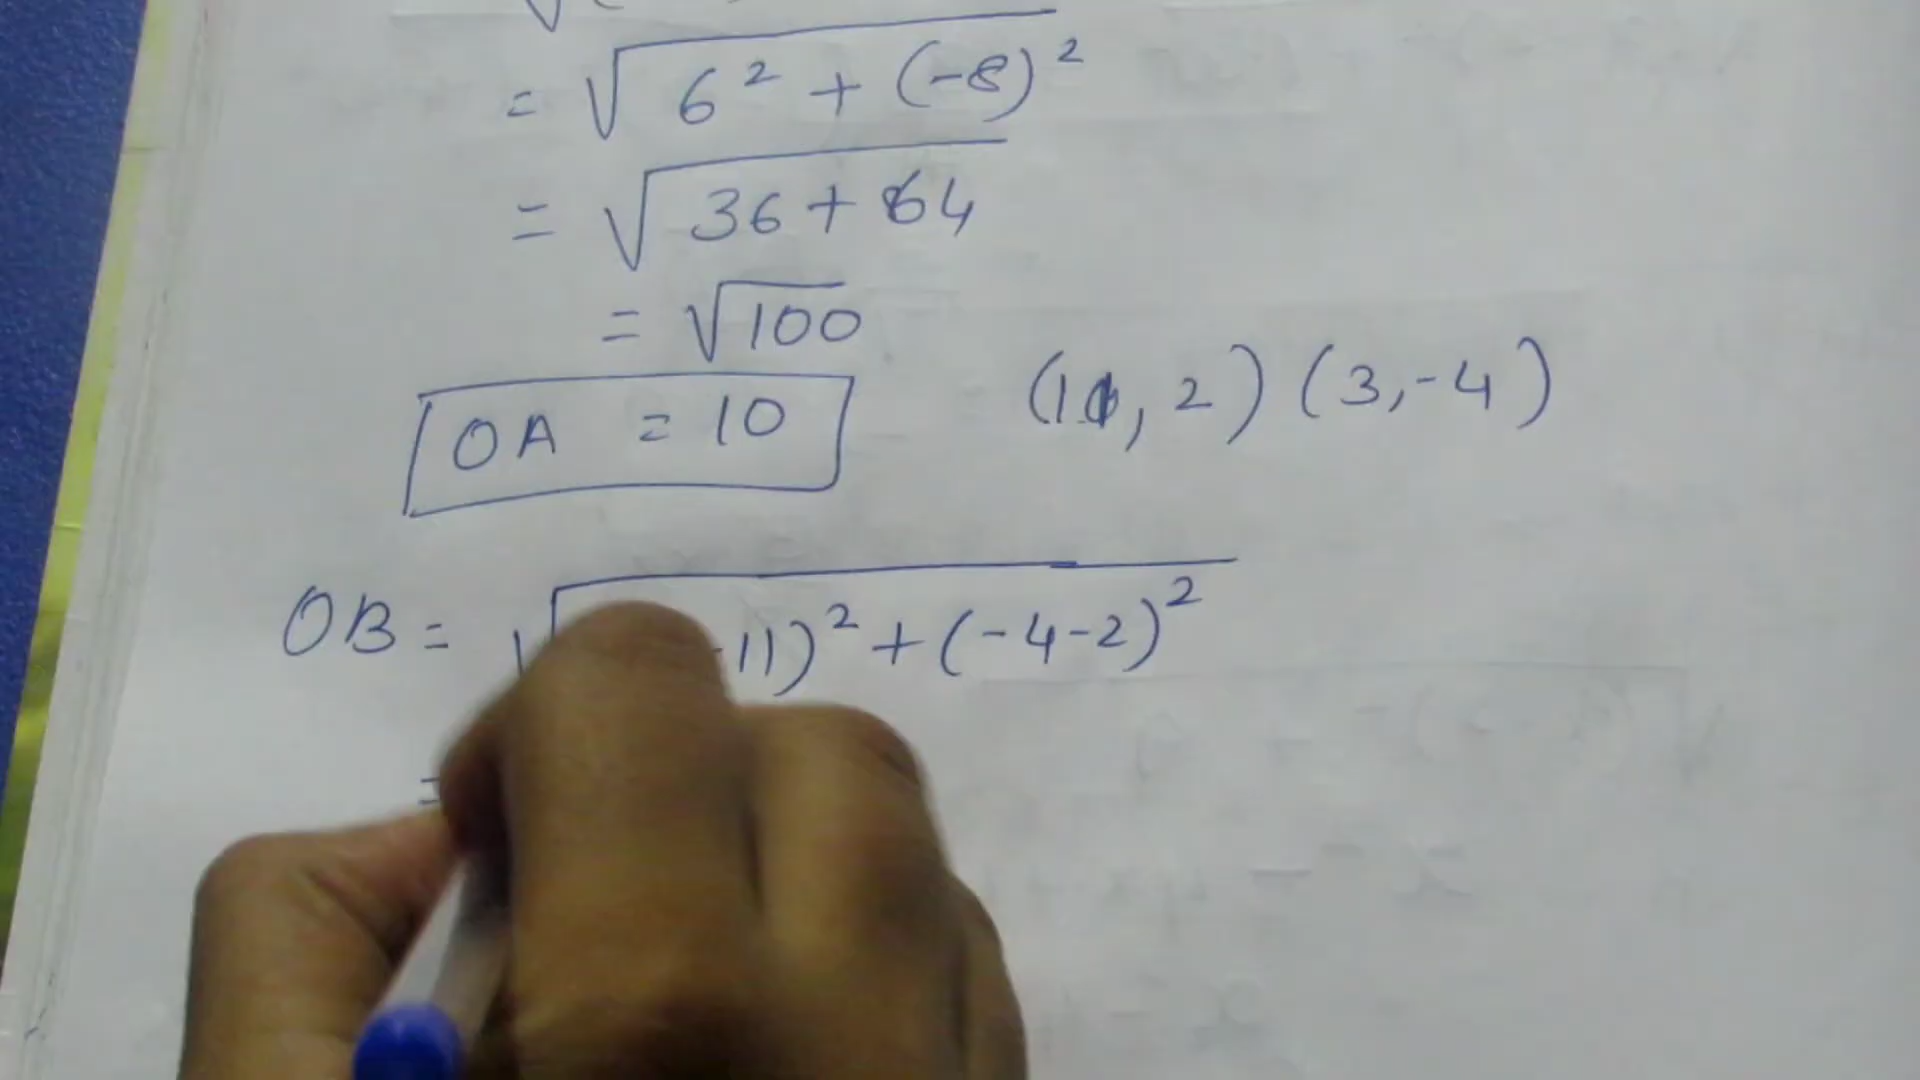 = √6² + (-8)²
= √36 + 64
= √100
OA = 10
(11, 2) (3, -4)
OB = √ -11)² + (-4-2)²
=